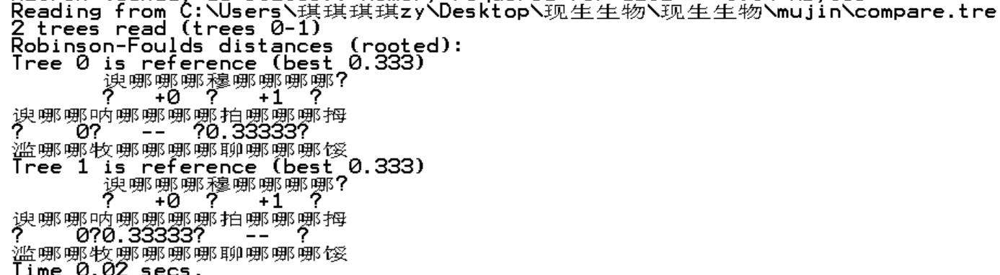 Reading from C:\Users\琪琪琪琪zy\Desktop\现生生物\现生生物\mujin\compare.tre
2 trees read (trees 0-1)
Robinson-Foulds distances (rooted):
Tree 0 is reference (best 0.333)
谀哪哪哪穆哪哪哪哪?
? +0 ? +1 ?
谀哪哪呐哪哪哪哪拍哪哪哪拇
? 0? -- ?0.33333?
滥哪哪牧哪哪哪哪聊哪哪哪馁
Tree 1 is reference (best 0.333)
谀哪哪哪穆哪哪哪哪?
? +0 ? +1 ?
谀哪哪呐哪哪哪哪拍哪哪哪拇
? 0?0.33333? -- ?
滥哪哪牧哪哪哪哪聊哪哪哪馁
Time 0.02 secs.